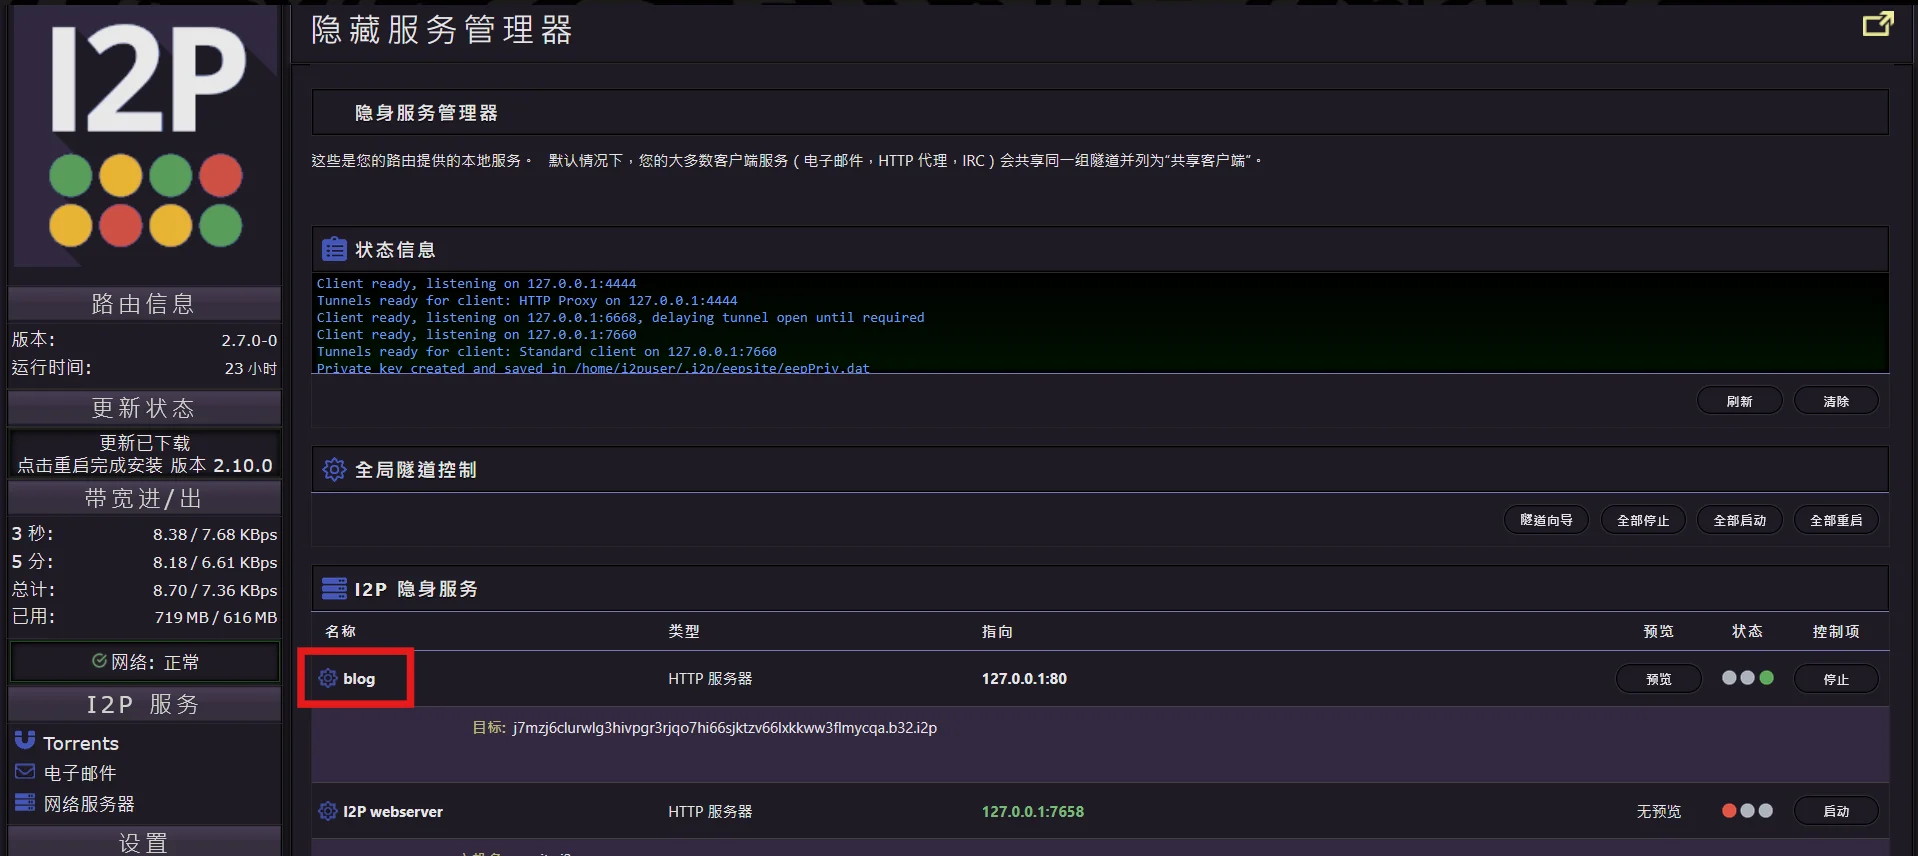 I2P
路由信息
版本: 2.7.0-0
运行时间: 23 小时
更新状态
更新已下载
点击重启完成安装 版本 2.10.0
带宽进/出
3 秒: 8.38 / 7.68 KBps
5 分: 8.18 / 6.61 KBps
总计: 8.70 / 7.36 KBps
已用: 719 MB / 616 MB
网络: 正常
I2P 服务
Torrents
电子邮件
网络服务器
设置
隐藏服务管理器
隐身服务管理器
这些是您的路由提供的本地服务。 默认情况下，您的大多数客户端服务（电子邮件，HTTP 代理，IRC）会共享同一组隧道并列为“共享客户端”。
状态信息
Client ready, listening on 127.0.0.1:4444
Tunnels ready for client: HTTP Proxy on 127.0.0.1:4444
Client ready, listening on 127.0.0.1:6668, delaying tunnel open until required
Client ready, listening on 127.0.0.1:7660
Tunnels ready for client: Standard client on 127.0.0.1:7660
Private key created and saved in /home/i2puser/.i2p/eepsite/eepPriv.dat
刷新 清除
全局隧道控制
隧道向导 全部停止 全部启动 全部重启
I2P 隐身服务
名称 类型 指向 预览 状态 控制项
blog HTTP 服务器 127.0.0.1:80 预览 停止
目标: j7mzj6clurwlg3hivpgr3rjqo7hi66sjktzv66lxkkww3flmycqa.b32.i2p
I2P webserver HTTP 服务器 127.0.0.1:7658 无预览 启动